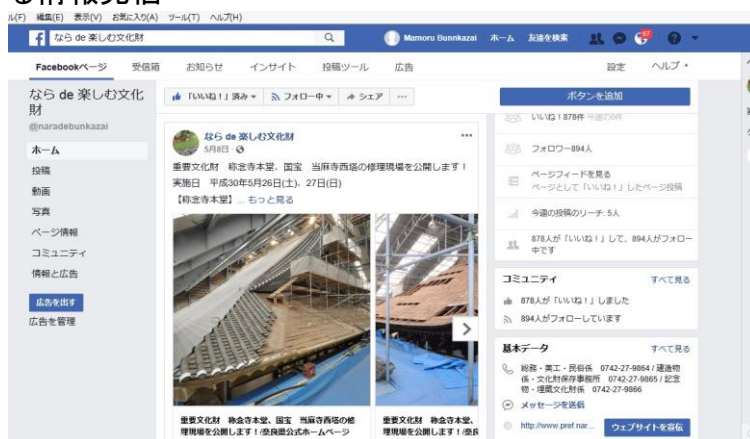 ル(F) 編集(E) 表示(V) お気に入り(A) ツール(T) ヘルプ(H)
なら de 楽しむ文化財
Mamoru Bunnkazai ホーム 友達を検索
Facebookページ 受信箱 お知らせ インサイト 投稿ツール 広告 設定 ヘルプ
なら de 楽しむ文化財
@naradebunkazai
ホーム
投稿
動画
写真
ページ情報
コミュニティ
情報と広告
広告を出す
広告を管理
「いいね!」済み フォロー中 シェア ...
なら de 楽しむ文化財
5月8日
重要文化財 称念寺本堂、国宝 当麻寺西塔の修理現場を公開します!
実施日 平成30年5月26日(土)、27日(日)
【称念寺本堂】... もっと見る
重要文化財 称念寺本堂、国宝 当麻寺西塔の修
理現場を公開します!/奈良県公式ホームページ
重要文化財 称念寺本堂、
理現場を公開します!/奈良
ボタンを追加
いいね!878件
フォロワー894人
ページフィードを見る
ページとして「いいね!」したページ投稿
今週の投稿のリーチ: 5人
878人が「いいね!」して、894人がフォロー
中です
コミュニティ すべて見る
878人が「いいね!」しました
894人がフォローしています
基本データ すべて見る
総務・美工・民俗係 0742-27-9864 / 建造物
係・文化財保存事務所 0742-27-9865 / 記念
物・埋蔵文化財係 0742-27-9866
メッセージを送信
http://www.pref.nar... ウェブサイトを宣伝